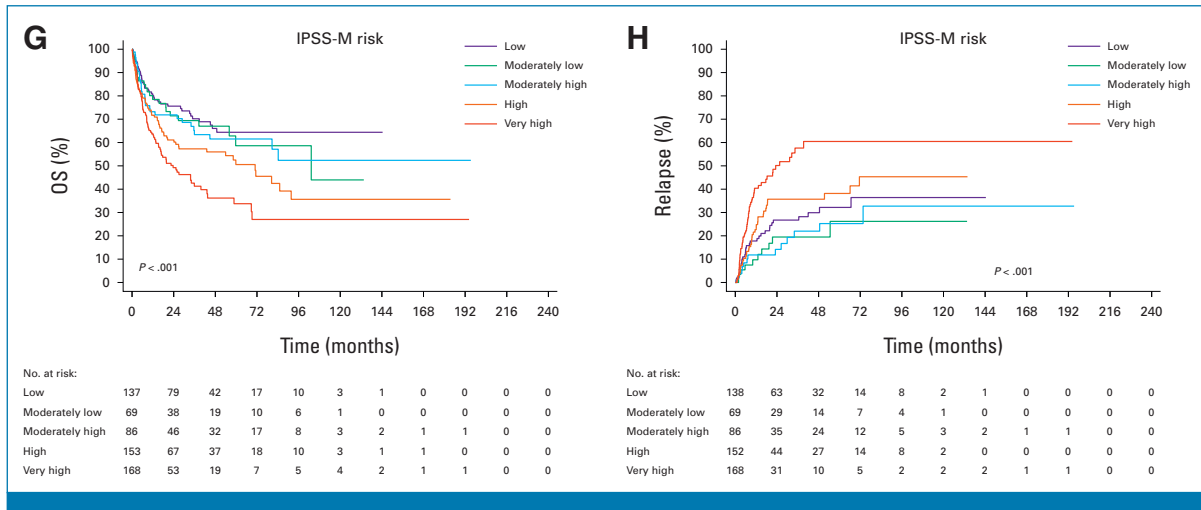 G
IPSS-M risk
Low
Moderately low
Moderately high
High
Very high
OS (%)
100
90
80
70
60
50
40
30
20
10
0
P < .001
0 24 48 72 96 120 144 168 192 216 240
Time (months)
No. at risk:
Low 137 79 42 17 10 3 1 0 0 0 0
Moderately low 69 38 19 10 6 1 0 0 0 0 0
Moderately high 86 46 32 17 8 3 2 1 1 0 0
High 153 67 37 18 10 3 1 1 0 0 0
Very high 168 53 19 7 5 4 2 1 1 0 0
H
IPSS-M risk
Low
Moderately low
Moderately high
High
Very high
Relapse (%)
100
90
80
70
60
50
40
30
20
10
0
P < .001
0 24 48 72 96 120 144 168 192 216 240
Time (months)
No. at risk:
Low 138 63 32 14 8 2 1 0 0 0 0
Moderately low 69 29 14 7 4 1 0 0 0 0 0
Moderately high 86 35 24 12 5 3 2 1 1 0 0
High 152 44 27 14 8 2 0 0 0 0 0
Very high 168 31 10 5 2 2 2 1 1 0 0